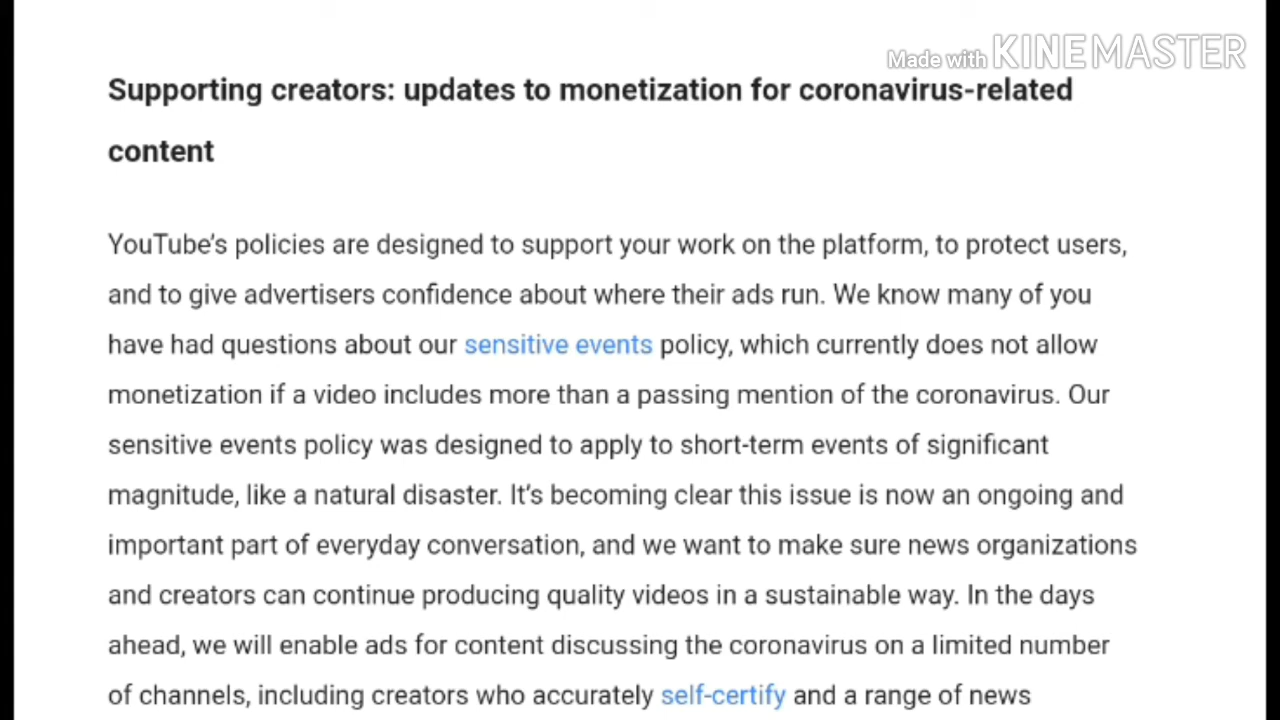 Made with KINEMASTER
Supporting creators: updates to monetization for coronavirus-related
content
YouTube's policies are designed to support your work on the platform, to protect users,
and to give advertisers confidence about where their ads run. We know many of you
have had questions about our sensitive events policy, which currently does not allow
monetization if a video includes more than a passing mention of the coronavirus. Our
sensitive events policy was designed to apply to short-term events of significant
magnitude, like a natural disaster. It's becoming clear this issue is now an ongoing and
important part of everyday conversation, and we want to make sure news organizations
and creators can continue producing quality videos in a sustainable way. In the days
ahead, we will enable ads for content discussing the coronavirus on a limited number
of channels, including creators who accurately self-certify and a range of news